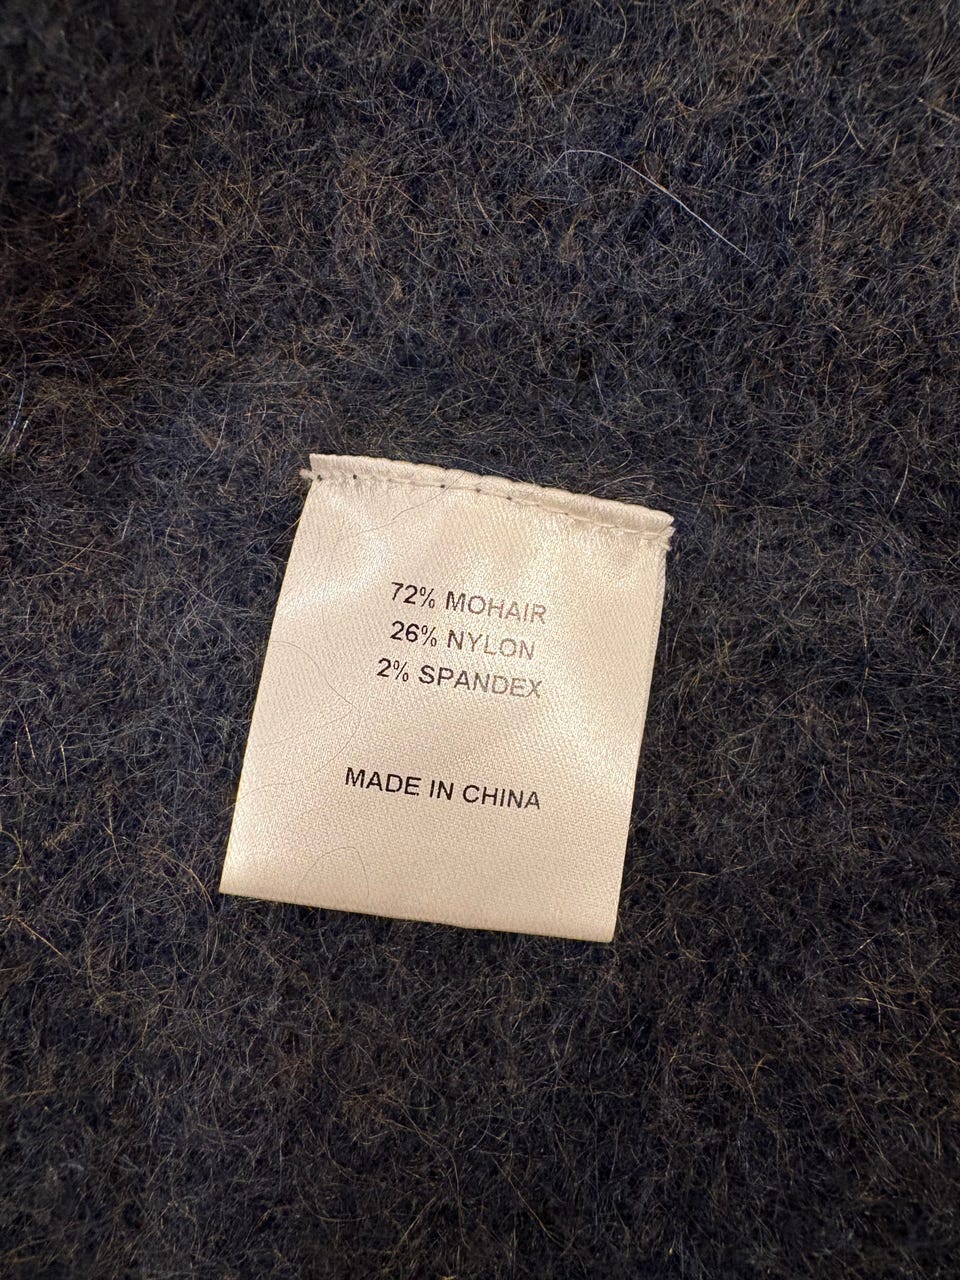 72% MOHAIR
26% NYLON
2% SPANDEX
MADE IN CHINA